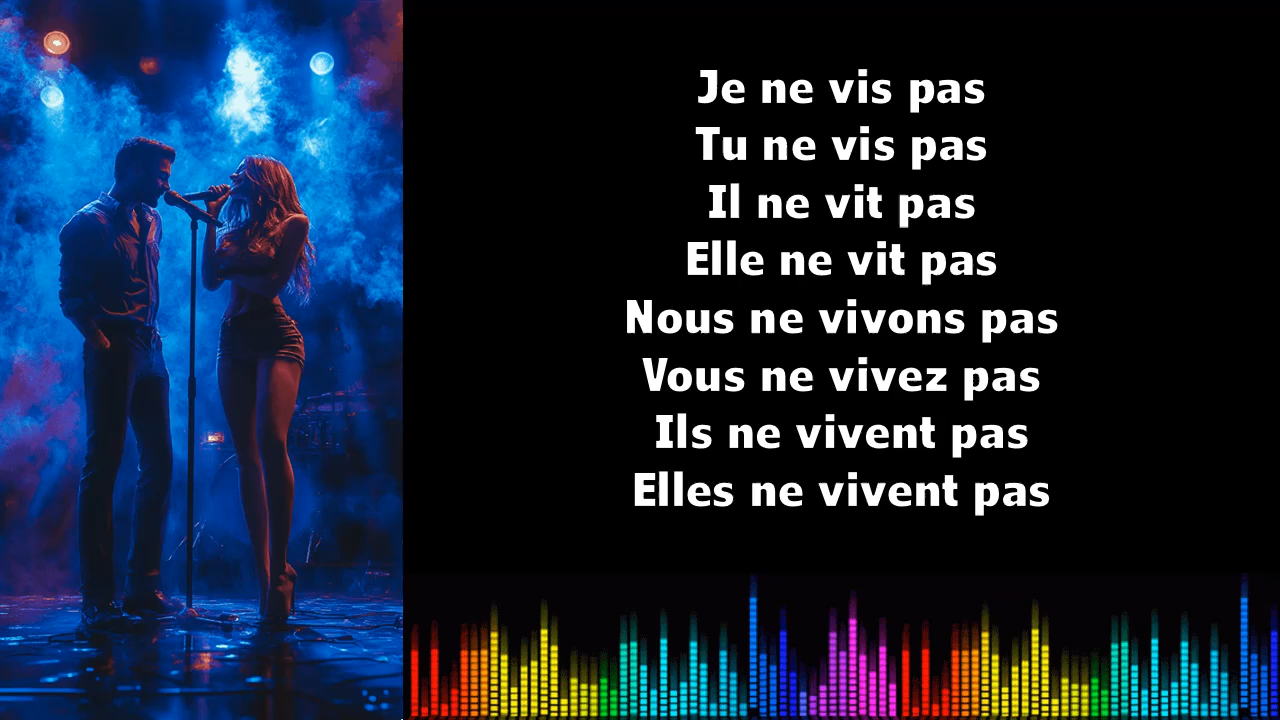 Je ne vis pas
Tu ne vis pas
Il ne vit pas
Elle ne vit pas
Nous ne vivons pas
Vous ne vivez pas
Ils ne vivent pas
Elles ne vivent pas